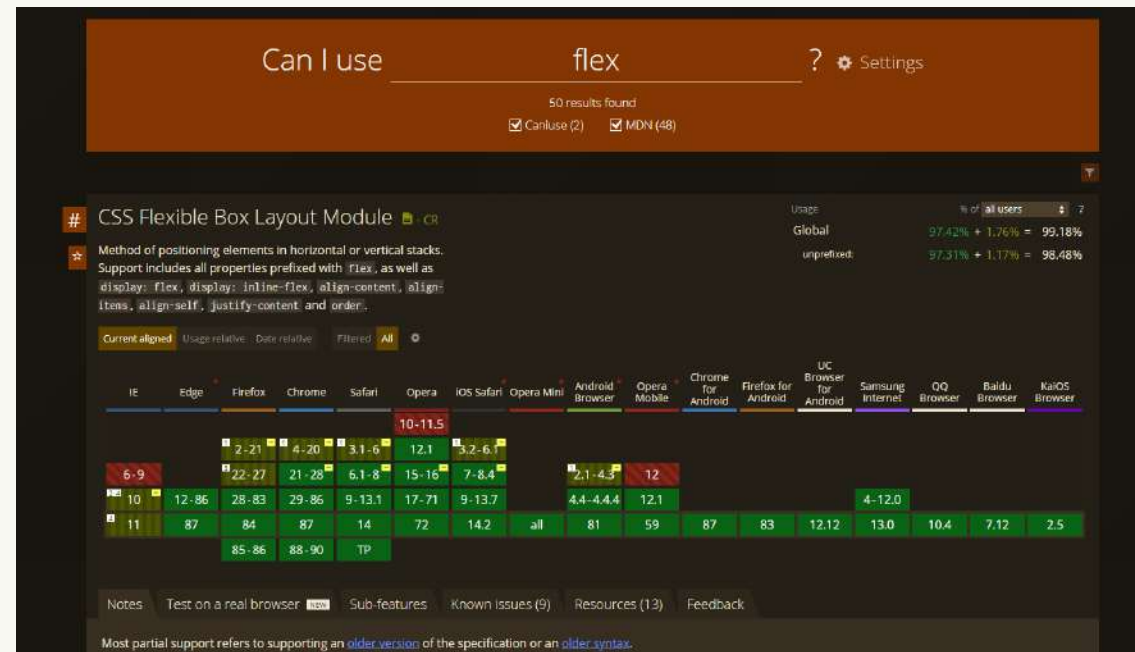 Can I use flex ? Settings
50 results found
CanIuse (2) MDN (48)
# CSS Flexible Box Layout Module - CR
Usage % of all users ?
Global 97.42% + 1.76% = 99.18%
unprefixed: 97.31% + 1.17% = 98.48%
Method of positioning elements in horizontal or vertical stacks.
Support includes all properties prefixed with flex, as well as
display: flex, display: inline-flex, align-content, align-
items, align-self, justify-content and order.
Current aligned Usage relative Date relative Filtered All
IE Edge Firefox Chrome Safari Opera iOS Safari Opera Mini Android Browser Opera Mobile Chrome for Android Firefox for Android UC Browser for Android Samsung Internet QQ Browser Baidu Browser KaiOS Browser
10-11.5
2-21 4-20 3.1-6 12.1 3.2-6.1
6-9 22-27 21-28 6.1-8 15-16 7-8.4 2.1-4.3 12
10 12-86 28-83 29-86 9-13.1 17-71 9-13.7 4.4-4.4.4 12.1 4-12.0
11 87 84 87 14 72 14.2 all 81 59 87 83 12.12 13.0 10.4 7.12 2.5
85-86 88-90 TP
Notes Test on a real browser NEW Sub-features Known issues (9) Resources (13) Feedback
Most partial support refers to supporting an older version of the specification or an older syntax.